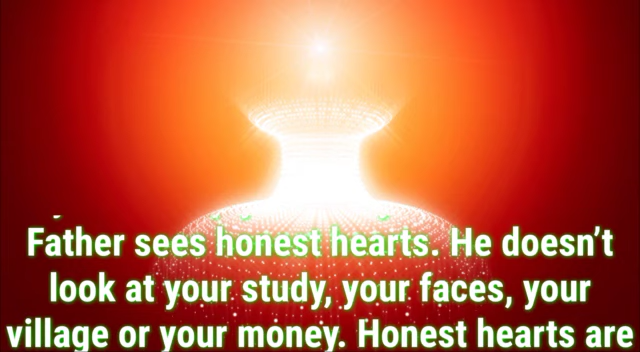 Father sees honest hearts. He doesn’t
look at your study, your faces, your
village or your money. Honest hearts are